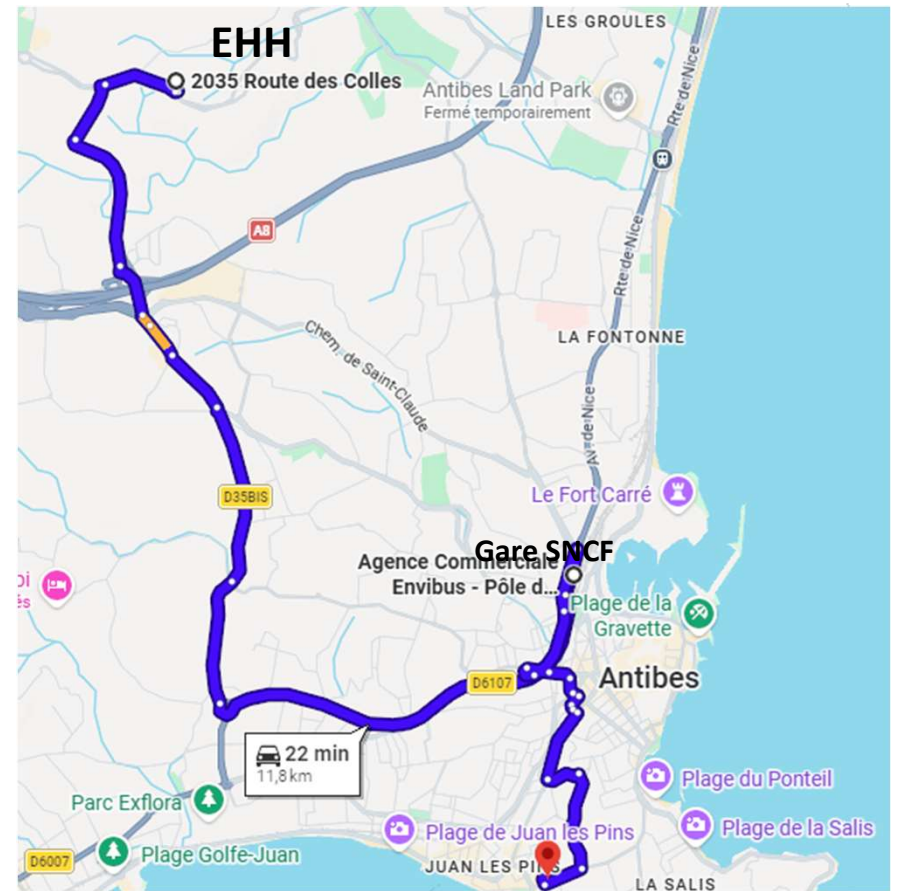 LES GROULES
EHH
2035 Route des Colles
Antibes Land Park
Fermé temporairement
Rte de Nice
A8
Rte de Nice
LA FONTONNE
Chem. de Saint-Claude
Av. de Nice
D35BIS
Le Fort Carré
Gare SNCF
Agence Commerciale
Envibus - Pôle d...
Plage de la
Gravette
D6107
Antibes
22 min
11,8 km
Parc Exflora
Plage du Ponteil
Plage de Juan les Pins
Plage de la Salis
D6007
Plage Golfe-Juan
JUAN LES PINS
LA SALIS